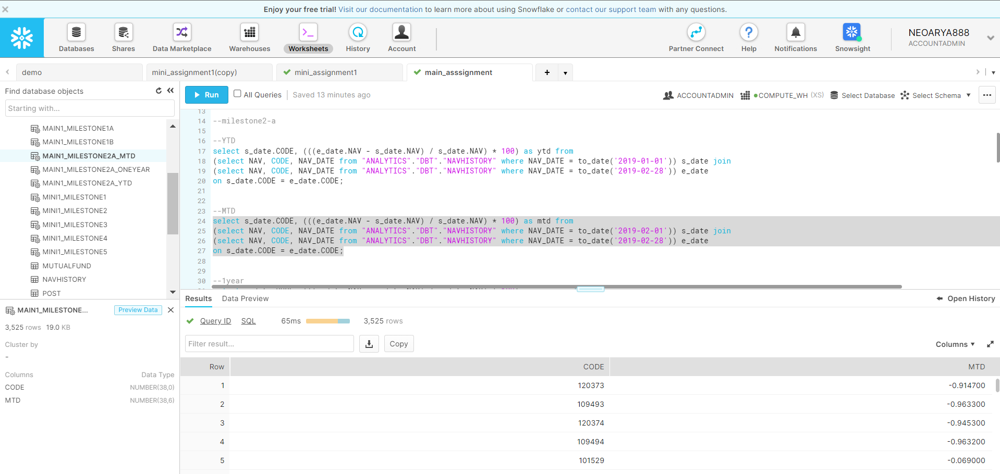 Enjoy your free trial! Visit our documentation to learn more about using Snowflake or contact our support team with any questions.
Databases
Shares
Data Marketplace
Warehouses
Worksheets
History
Account
Partner Connect
Help
Notifications
Snowsight
NEOARYA888
ACCOUNTADMIN
demo
mini_assignment1(copy)
mini_assignment1
main_asssignment
Find database objects
Starting with...
MAIN1_MILESTONE1A
MAIN1_MILESTONE1B
MAIN1_MILESTONE2A_MTD
MAIN1_MILESTONE2A_ONEYEAR
MAIN1_MILESTONE2A_YTD
MINI1_MILESTONE1
MINI1_MILESTONE2
MINI1_MILESTONE3
MINI1_MILESTONE4
MINI1_MILESTONE5
MUTUALFUND
NAVHISTORY
POST
MAIN1_MILESTONE...
Preview Data
3,525 rows 19.0 KB
Cluster by
-
Columns Data Type
CODE NUMBER(38,0)
MTD NUMBER(38,6)
Run
All Queries
Saved 13 minutes ago
ACCOUNTADMIN
COMPUTE_WH (XS)
Select Database
Select Schema
13
14 --milestone2-a
15
16 --YTD
17 select s_date.CODE, (((e_date.NAV - s_date.NAV) / s_date.NAV) * 100) as ytd from
18 (select NAV, CODE, NAV_DATE from "ANALYTICS"."DBT"."NAVHISTORY" where NAV_DATE = to_date('2019-01-01')) s_date join
19 (select NAV, CODE, NAV_DATE from "ANALYTICS"."DBT"."NAVHISTORY" where NAV_DATE = to_date('2019-02-28')) e_date
20 on s_date.CODE = e_date.CODE;
21
22
23 --MTD
24 select s_date.CODE, (((e_date.NAV - s_date.NAV) / s_date.NAV) * 100) as mtd from
25 (select NAV, CODE, NAV_DATE from "ANALYTICS"."DBT"."NAVHISTORY" where NAV_DATE = to_date('2019-02-01')) s_date join
26 (select NAV, CODE, NAV_DATE from "ANALYTICS"."DBT"."NAVHISTORY" where NAV_DATE = to_date('2019-02-28')) e_date
27 on s_date.CODE = e_date.CODE;
28
29
30 --1year
Results
Data Preview
Open History
Query ID
SQL
65ms
3,525 rows
Filter result...
Copy
Columns
Row CODE MTD
1 120373 -0.914700
2 109493 -0.963300
3 120374 -0.945300
4 109494 -0.963200
5 101529 -0.069000